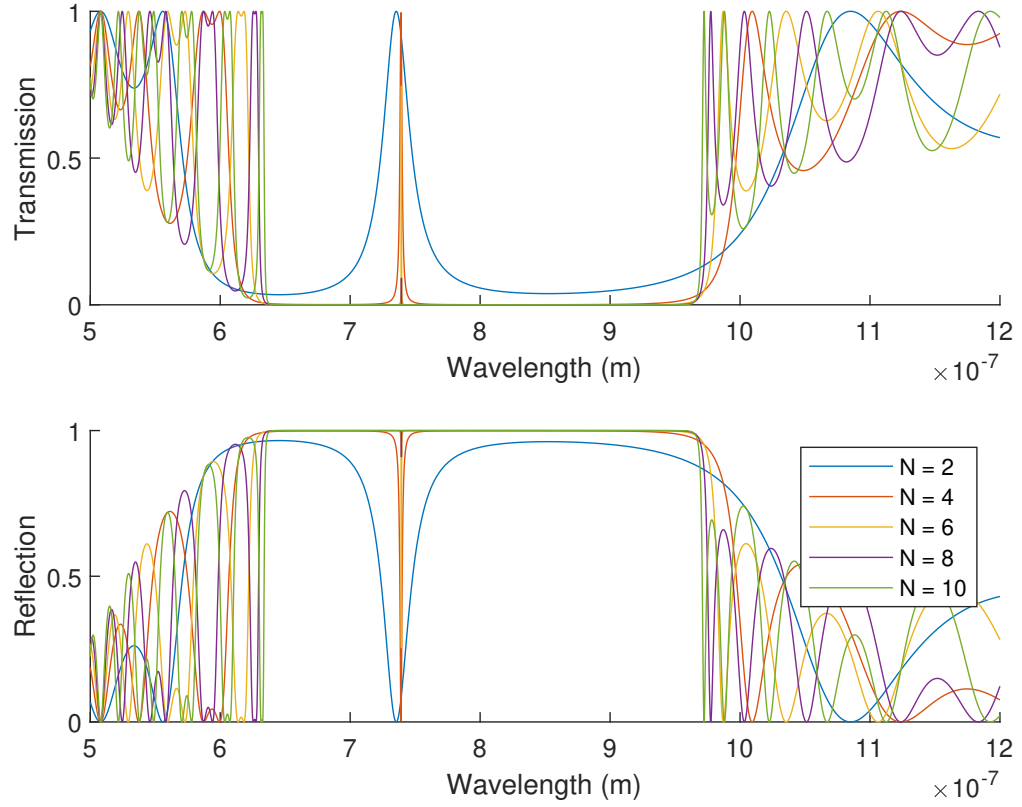 Transmission
1
0.5
0
5 6 7 8 9 10 11 12
Wavelength (m)
×10-7
Reflection
1
0.5
0
N = 2
N = 4
N = 6
N = 8
N = 10
5 6 7 8 9 10 11 12
Wavelength (m)
×10-7